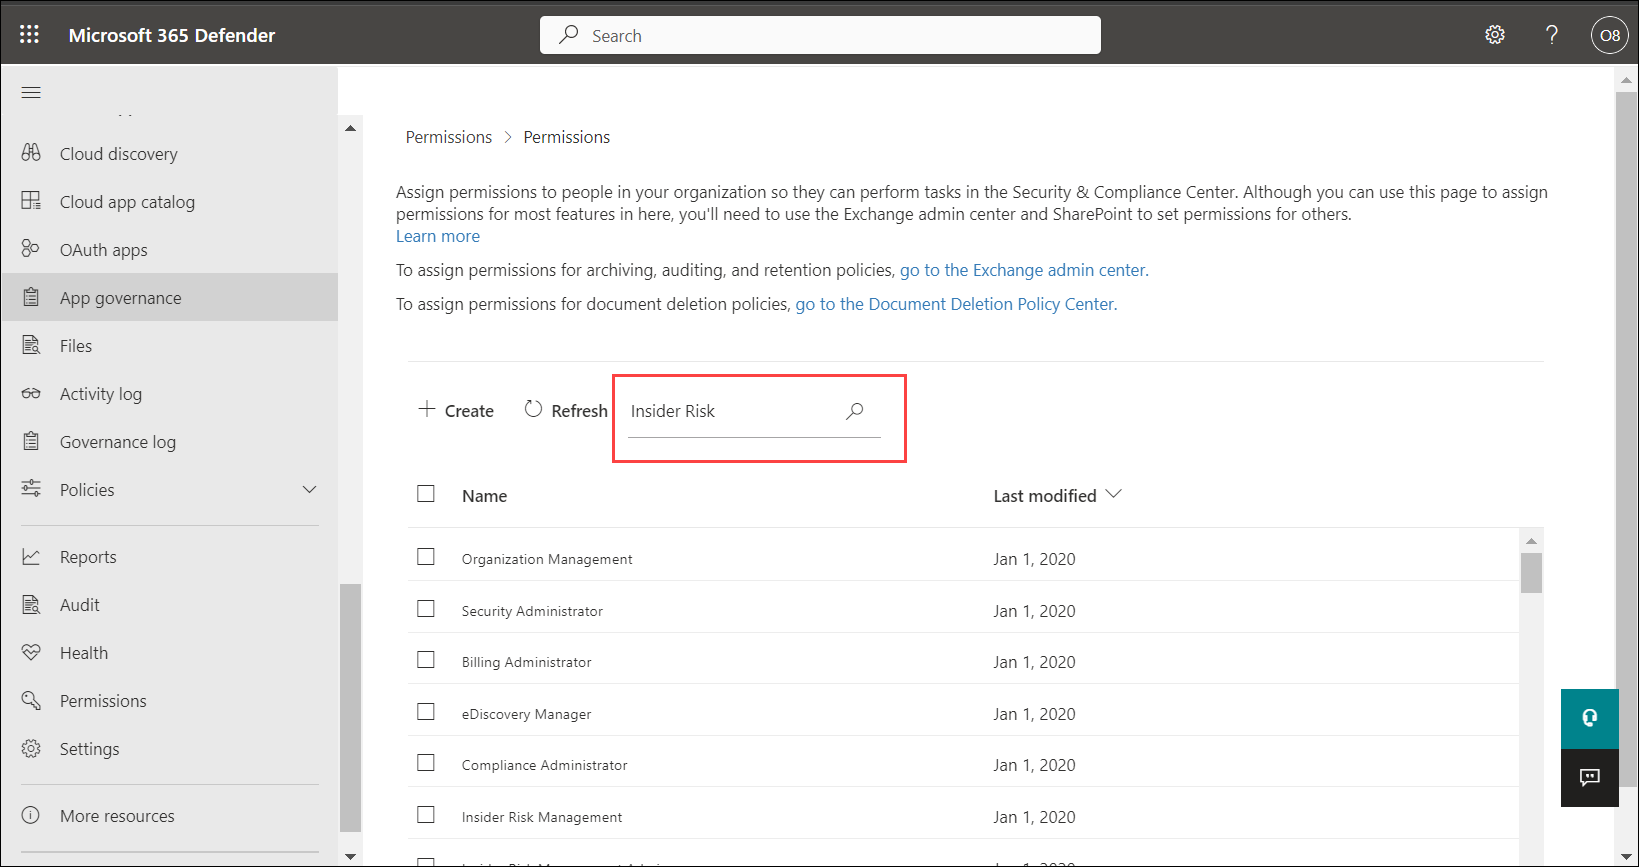 Microsoft 365 Defender
Search
?
O8
Cloud discovery
Cloud app catalog
OAuth apps
App governance
Files
Activity log
Governance log
Policies
Reports
Audit
Health
Permissions
Settings
More resources
Permissions > Permissions
Assign permissions to people in your organization so they can perform tasks in the Security & Compliance Center. Although you can use this page to assign
permissions for most features in here, you'll need to use the Exchange admin center and SharePoint to set permissions for others.
Learn more
To assign permissions for archiving, auditing, and retention policies, go to the Exchange admin center.
To assign permissions for document deletion policies, go to the Document Deletion Policy Center.
Create Refresh Insider Risk
Name Last modified
Organization Management Jan 1, 2020
Security Administrator Jan 1, 2020
Billing Administrator Jan 1, 2020
eDiscovery Manager Jan 1, 2020
Compliance Administrator Jan 1, 2020
Insider Risk Management Jan 1, 2020